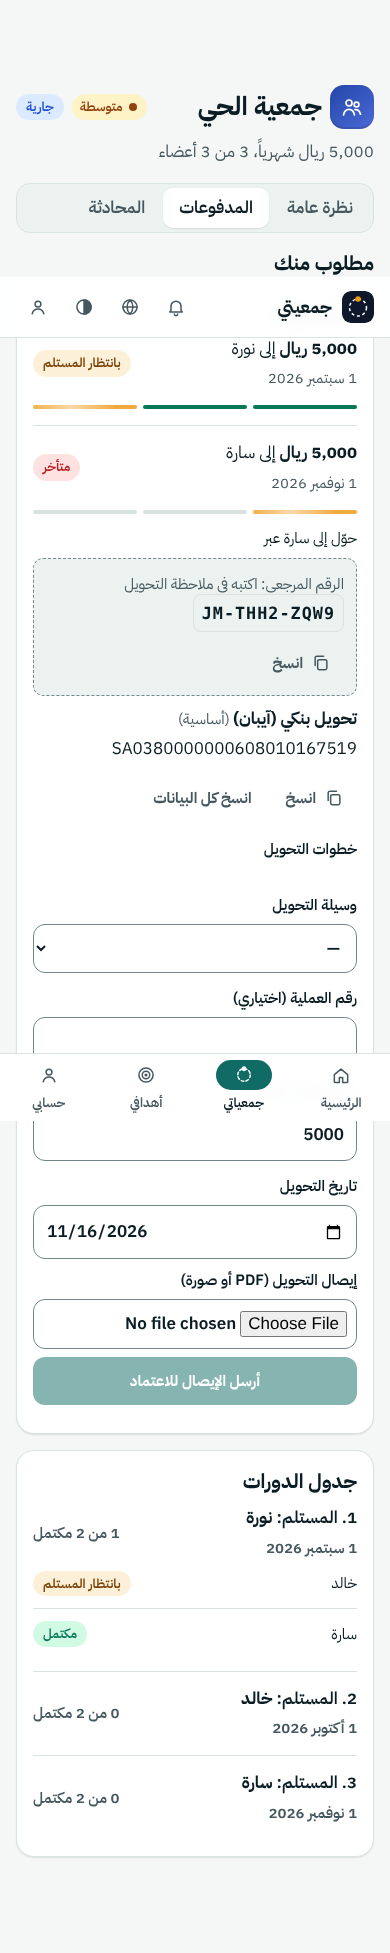 جمعية الحي
متوسطة
جارية
5,000 ريال شهرياً، 3 من 3 أعضاء
نظرة عامة
المدفوعات
المحادثة
مطلوب منك
جمعيتي
5,000 ريال إلى نورة
بانتظار المستلم
1 سبتمبر 2026
5,000 ريال إلى سارة
متأخر
1 نوفمبر 2026
حوّل إلى سارة عبر
الرقم المرجعي: اكتبه في ملاحظة التحويل
JM-THH2-ZQW9
انسخ
تحويل بنكي (آيبان) (أساسية)
SA0380000000608010167519
انسخ
انسخ كل البيانات
خطوات التحويل
وسيلة التحويل
—
رقم العملية (اختياري)
الرئيسية
جمعياتي
أهدافي
حسابي
5000
تاريخ التحويل
11/16/2026
إيصال التحويل (PDF أو صورة)
Choose File No file chosen
أرسل الإيصال للاعتماد
جدول الدورات
1. المستلم: نورة
1 من 2 مكتمل
1 سبتمبر 2026
خالد
بانتظار المستلم
سارة
مكتمل
2. المستلم: خالد
0 من 2 مكتمل
1 أكتوبر 2026
3. المستلم: سارة
0 من 2 مكتمل
1 نوفمبر 2026